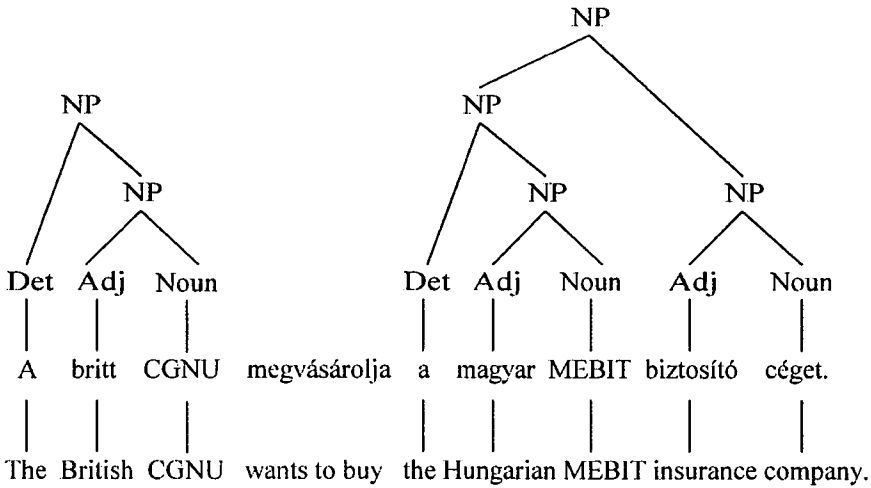 NP
NP NP
NP NP NP
Det Adj Noun Det Adj Noun Adj Noun
A britt CGNU megvásárolja a magyar MEBIT biztosító céget.
The British CGNU wants to buy the Hungarian MEBIT insurance company.